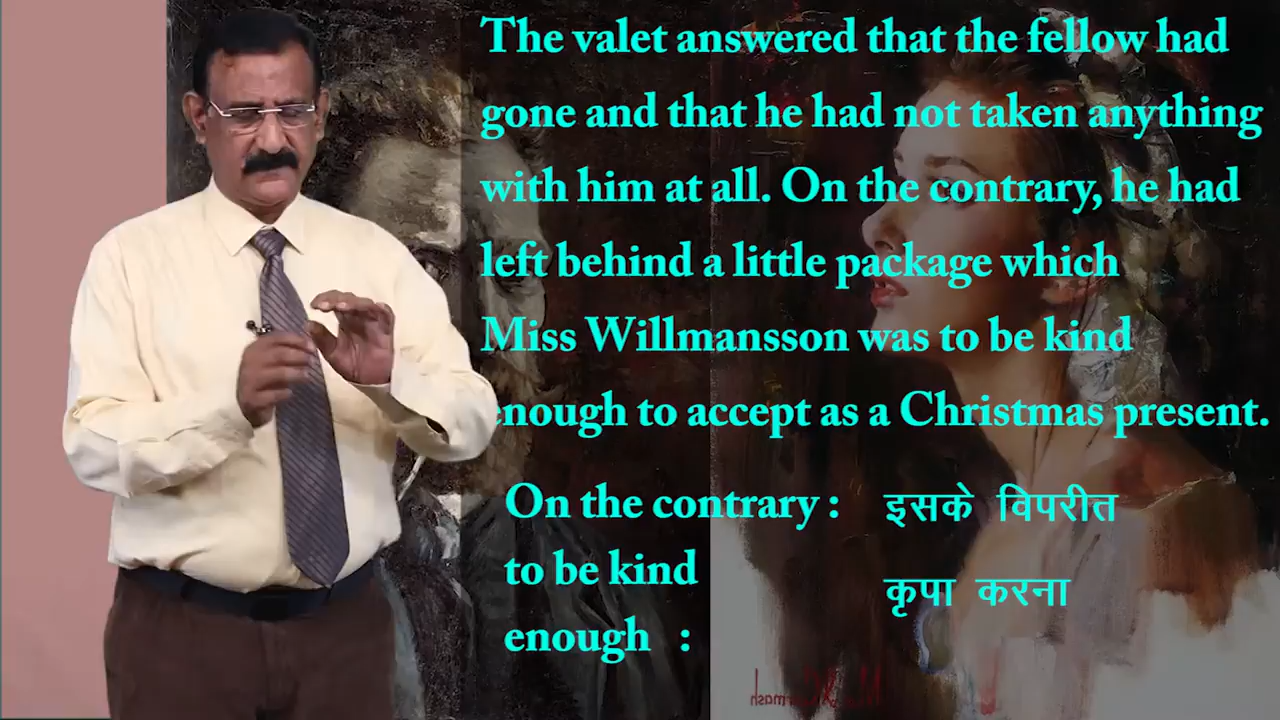 The valet answered that the fellow had
gone and that he had not taken anything
with him at all. On the contrary, he had
left behind a little package which
Miss Willmansson was to be kind
enough to accept as a Christmas present.
On the contrary : इसके विपरीत
to be kind
enough : कृपा करना